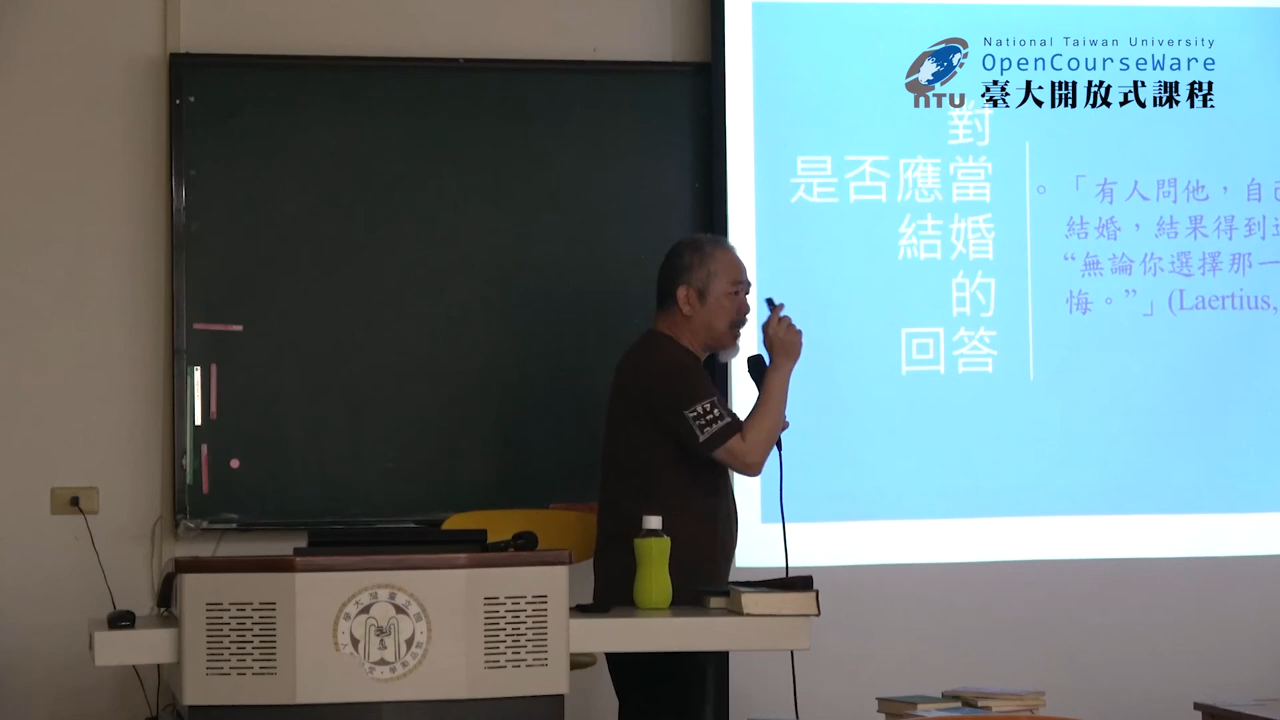 National Taiwan University
OpenCourseWare
NTU
臺大開放式課程
對
是否應當
結婚
的
回答
。「有人問他，自己
結婚，結果得到
“無論你選擇那一
悔。”」(Laertius,